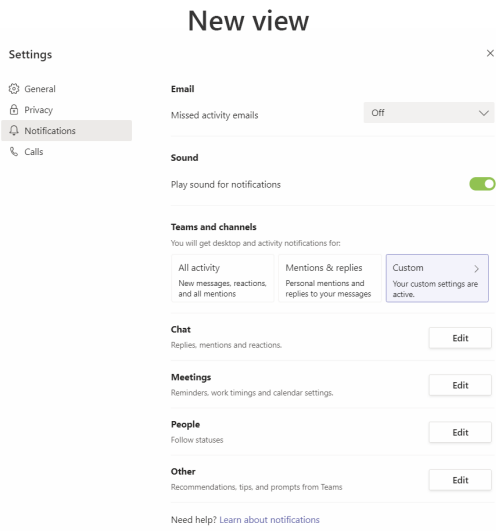 New view
Settings
General
Privacy
Notifications
Calls
Email
Missed activity emails
Off
Sound
Play sound for notifications
Teams and channels
You will get desktop and activity notifications for:
All activity
New messages, reactions,
and all mentions
Mentions & replies
Personal mentions and
replies to your messages
Custom
Your custom settings are
active.
Chat
Replies, mentions and reactions.
Edit
Meetings
Reminders, work timings and calendar settings.
Edit
People
Follow statuses
Edit
Other
Recommendations, tips, and prompts from Teams
Edit
Need help? Learn about notifications